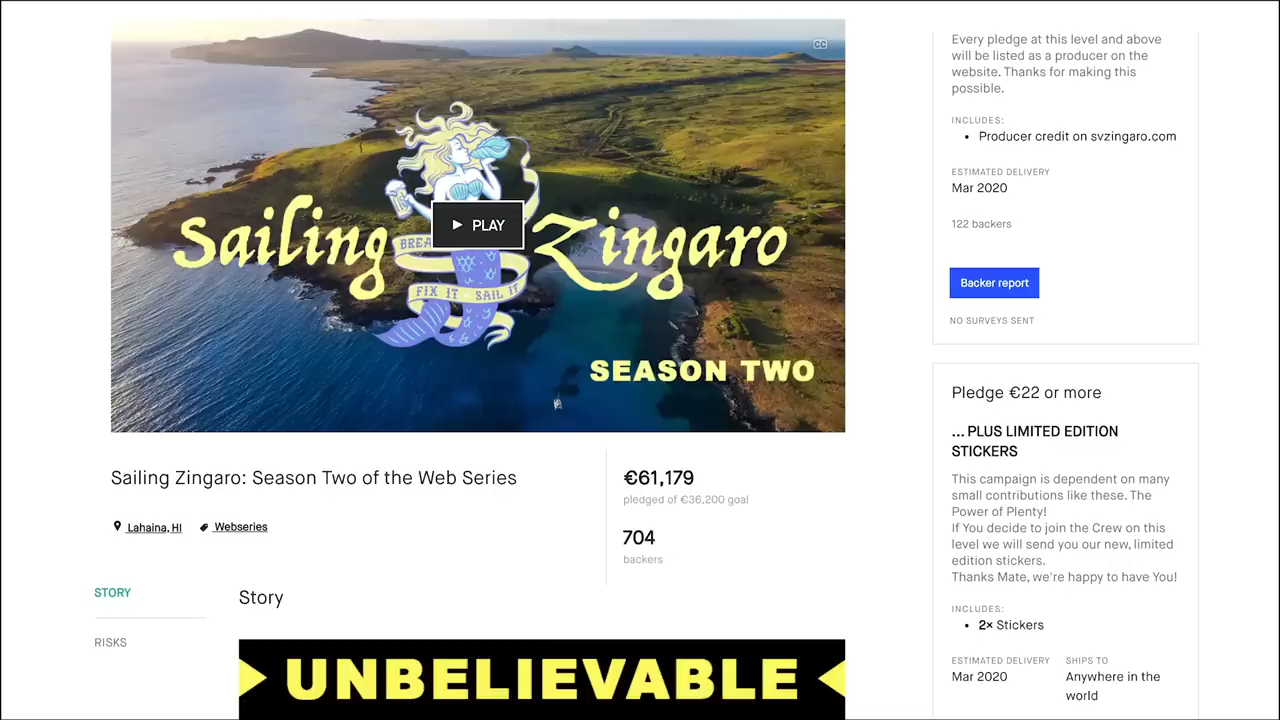 CC
Sailing Zingaro
PLAY
BREA
FIX IT SAIL IT
SEASON TWO
Sailing Zingaro: Season Two of the Web Series
Lahaina, HI
Webseries
€61,179
pledged of €36,200 goal
704
backers
STORY
RISKS
Story
UNBELIEVABLE
Every pledge at this level and above
will be listed as a producer on the
website. Thanks for making this
possible.
INCLUDES:
• Producer credit on svzingaro.com
ESTIMATED DELIVERY
Mar 2020
122 backers
Backer report
NO SURVEYS SENT
Pledge €22 or more
... PLUS LIMITED EDITION
STICKERS
This campaign is dependent on many
small contributions like these. The
Power of Plenty!
If You decide to join the Crew on this
level we will send you our new, limited
edition stickers.
Thanks Mate, we're happy to have You!
INCLUDES:
• 2× Stickers
ESTIMATED DELIVERY
Mar 2020
SHIPS TO
Anywhere in the
world